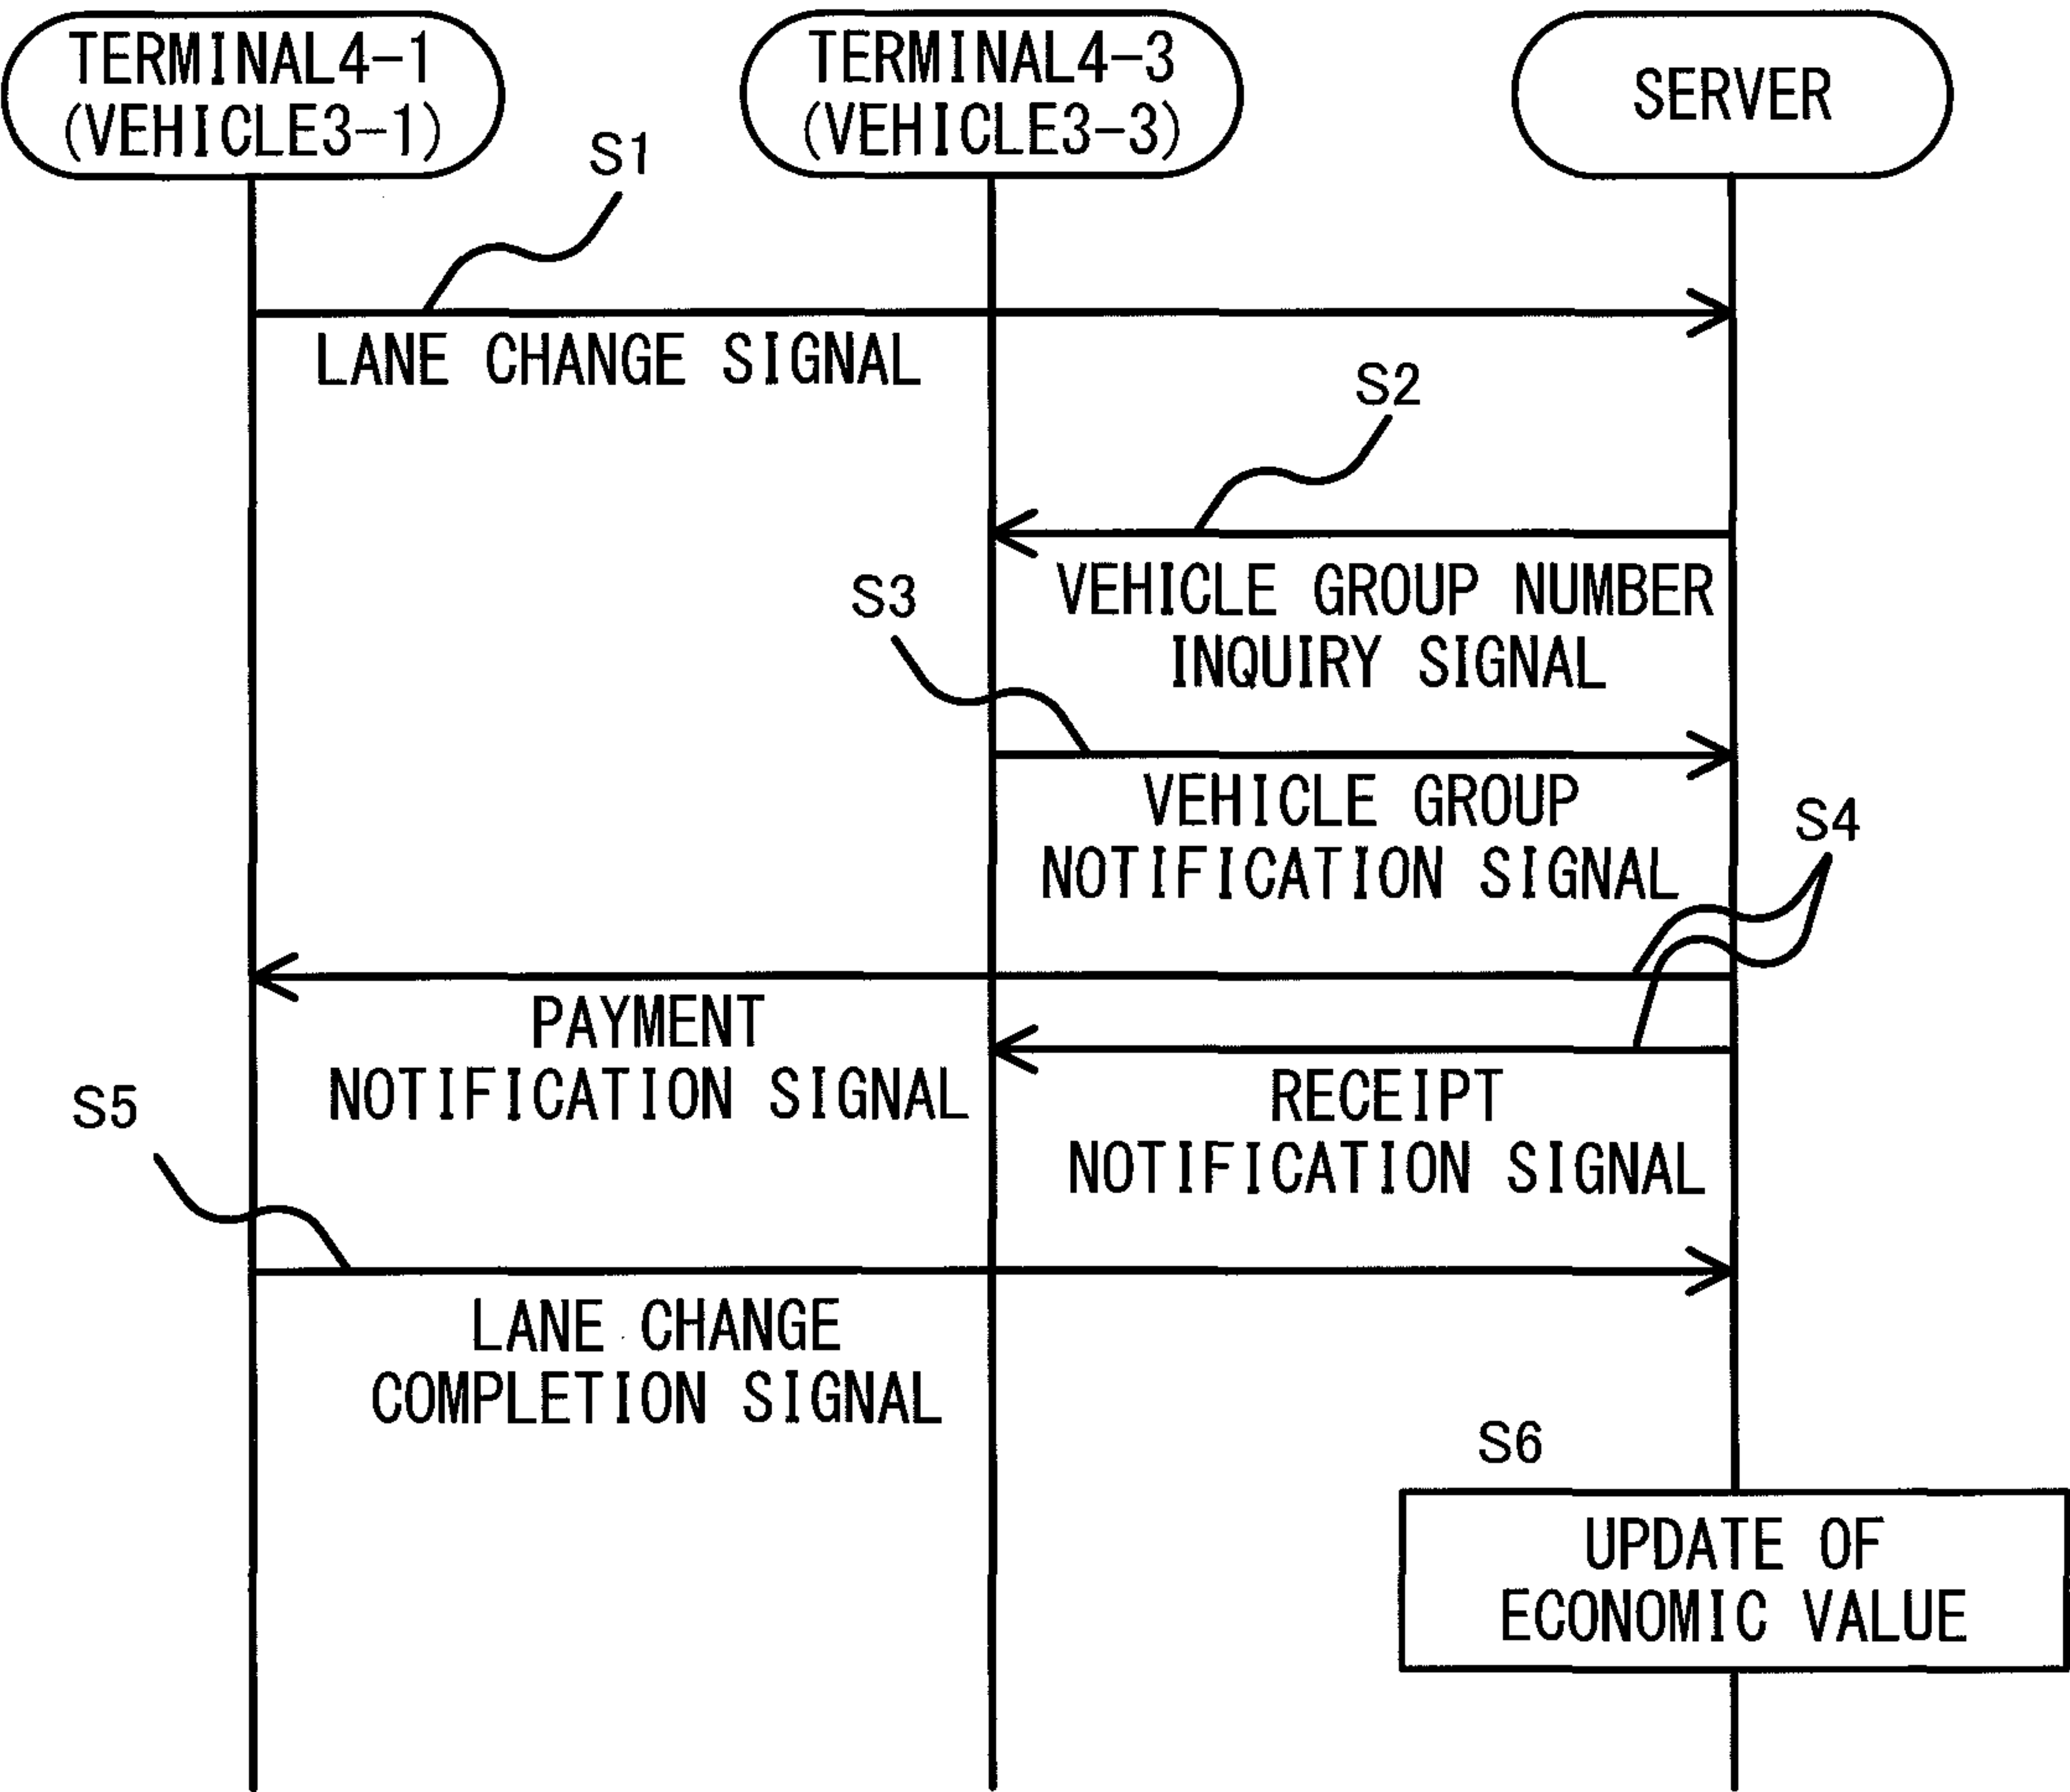 TERMINAL4-1
(VEHICLE3-1)
TERMINAL4-3
(VEHICLE3-3)
SERVER
S1
LANE CHANGE SIGNAL
S2
VEHICLE GROUP NUMBER
INQUIRY SIGNAL
S3
VEHICLE GROUP
NOTIFICATION SIGNAL
S4
PAYMENT
NOTIFICATION SIGNAL
RECEIPT
NOTIFICATION SIGNAL
S5
LANE CHANGE
COMPLETION SIGNAL
S6
UPDATE OF
ECONOMIC VALUE